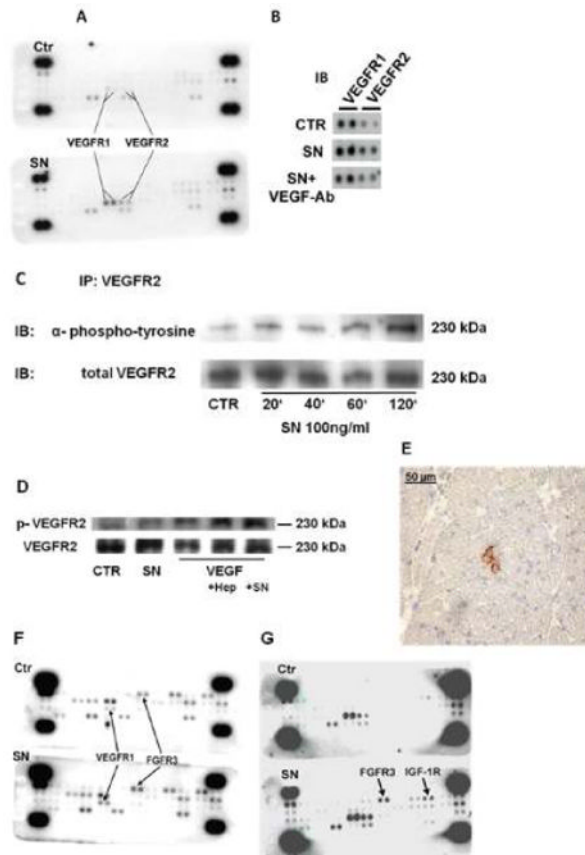 A
Ctr
VEGFR1 VEGFR2
SN
B
IB VEGFR1 VEGFR2
CTR
SN
SN+
VEGF-Ab
C IP: VEGFR2
IB: α- phospho-tyrosine 230 kDa
IB: total VEGFR2 230 kDa
CTR 20' 40' 60' 120'
SN 100ng/ml
D
p- VEGFR2 230 kDa
VEGFR2 230 kDa
CTR SN VEGF
+Hep +SN
E
50 µm
F
Ctr
VEGFR1 FGFR3
SN
G
Ctr
SN FGFR3 IGF-1R